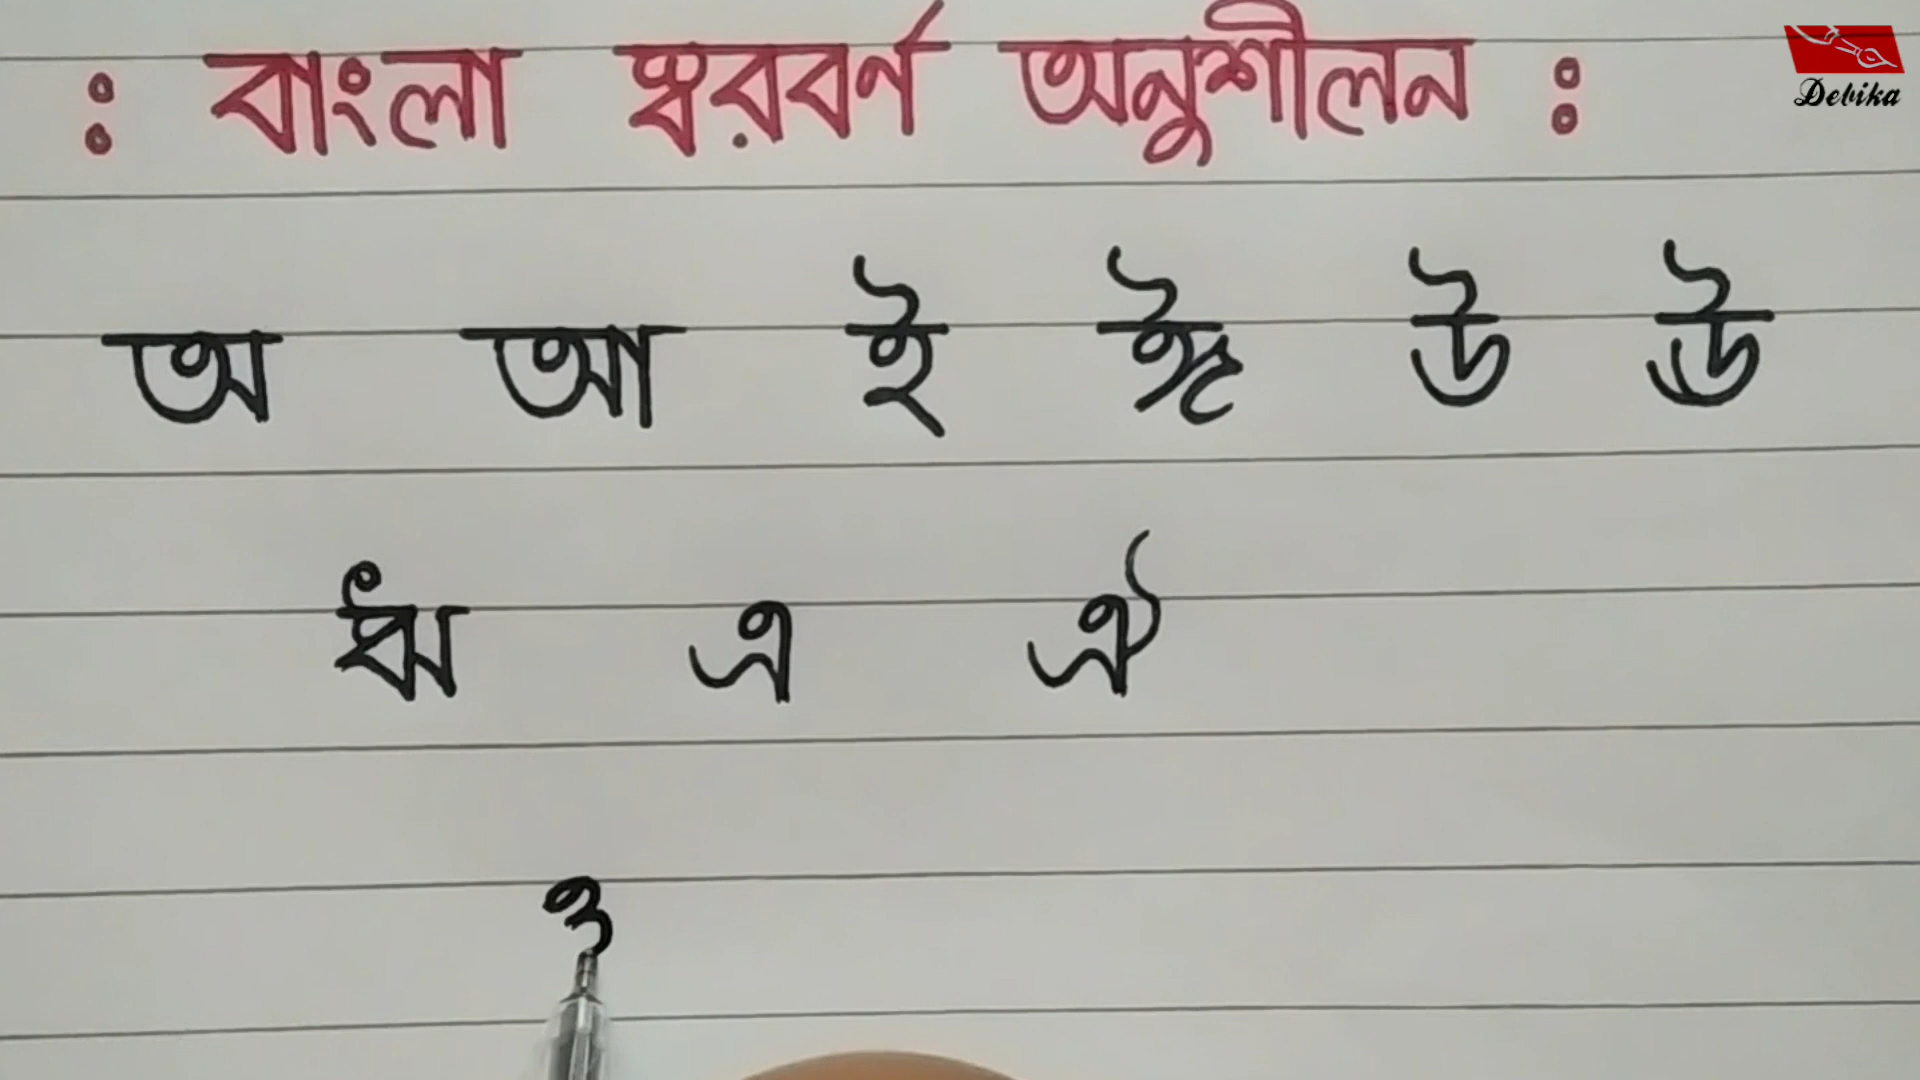 : বাংলা স্বরবর্ণ অনুশীলন :
Debika
অ আ ই ঈ উ ঊ
ঋ এ ঐ
ও